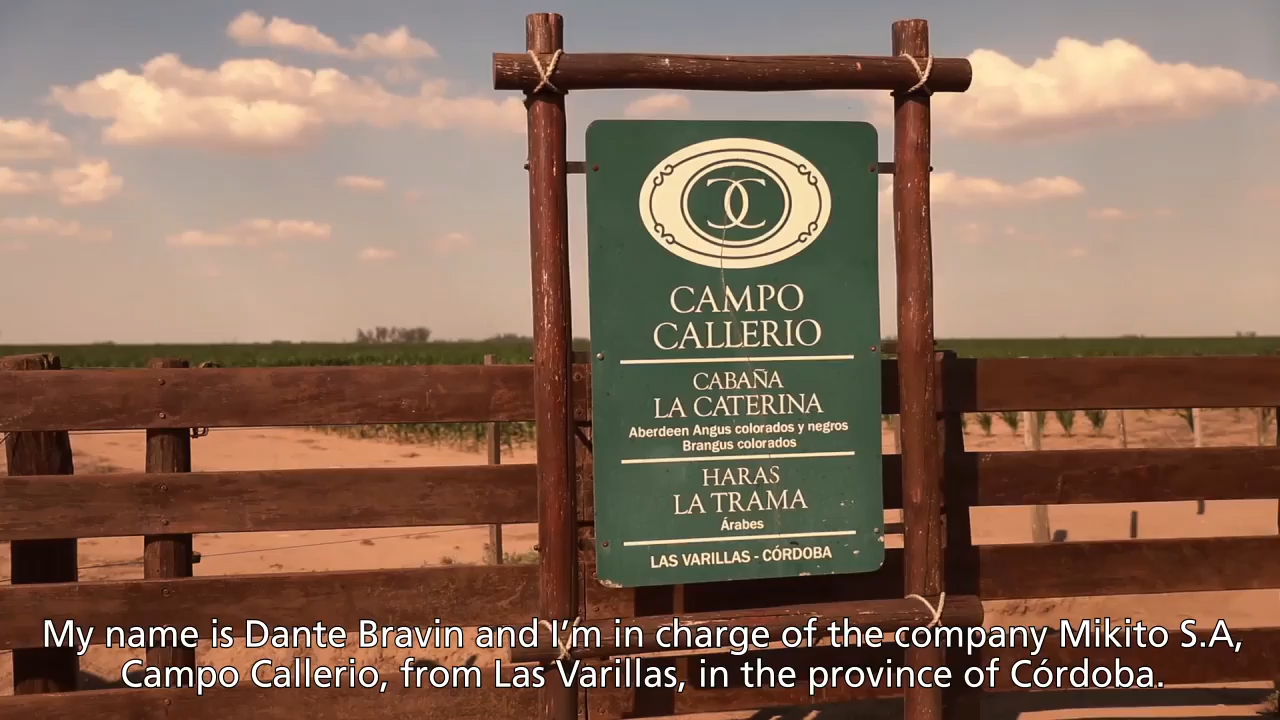 CAMPO
CALLERIO
CABAÑA
LA CATERINA
Aberdeen Angus colorados y negros
Brangus colorados
HARAS
LA TRAMA
Árabes
LAS VARILLAS - CÓRDOBA
My name is Dante Bravin and I'm in charge of the company Mikito S.A,
Campo Callerio, from Las Varillas, in the province of Córdoba.